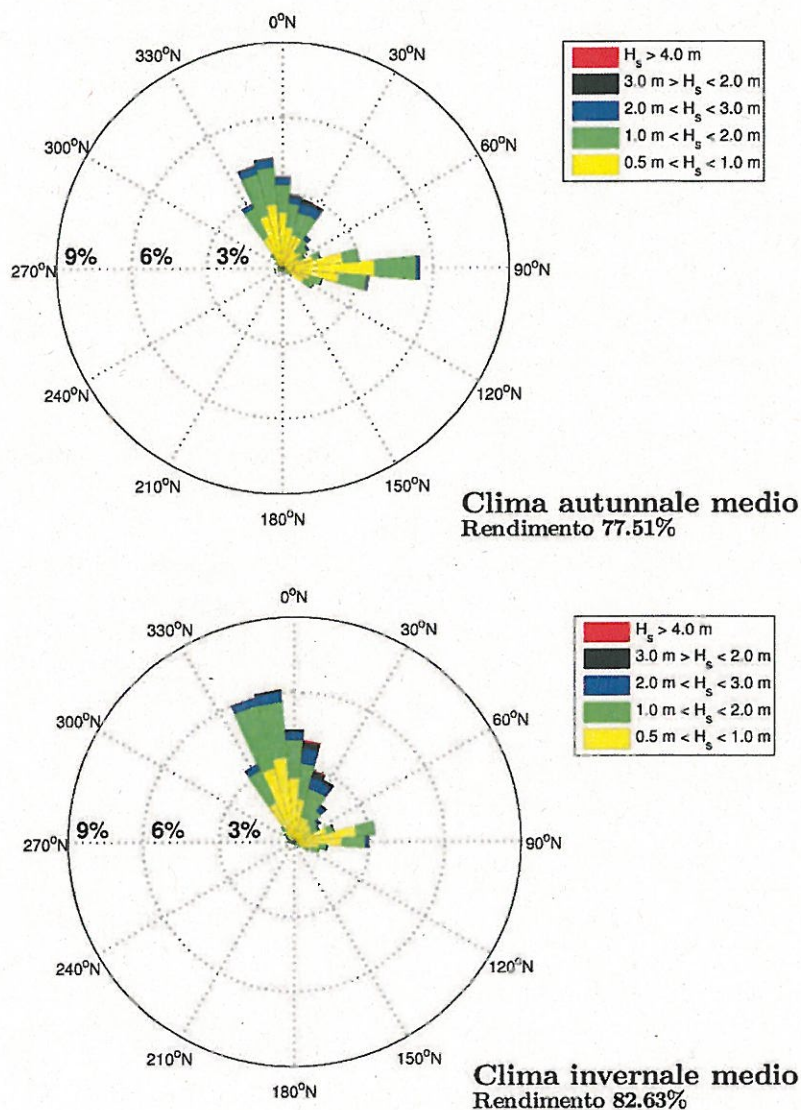 0°N
330°N
30°N
300°N
60°N
9%
6%
3%
270°N
90°N
240°N
120°N
210°N
150°N
180°N
H_s > 4.0 m
3.0 m > H_s < 2.0 m
2.0 m < H_s < 3.0 m
1.0 m < H_s < 2.0 m
0.5 m < H_s < 1.0 m
Clima autunnale medio
Rendimento 77.51%
0°N
330°N
30°N
300°N
60°N
9%
6%
3%
270°N
90°N
240°N
120°N
210°N
150°N
180°N
H_s > 4.0 m
3.0 m > H_s < 2.0 m
2.0 m < H_s < 3.0 m
1.0 m < H_s < 2.0 m
0.5 m < H_s < 1.0 m
Clima invernale medio
Rendimento 82.63%